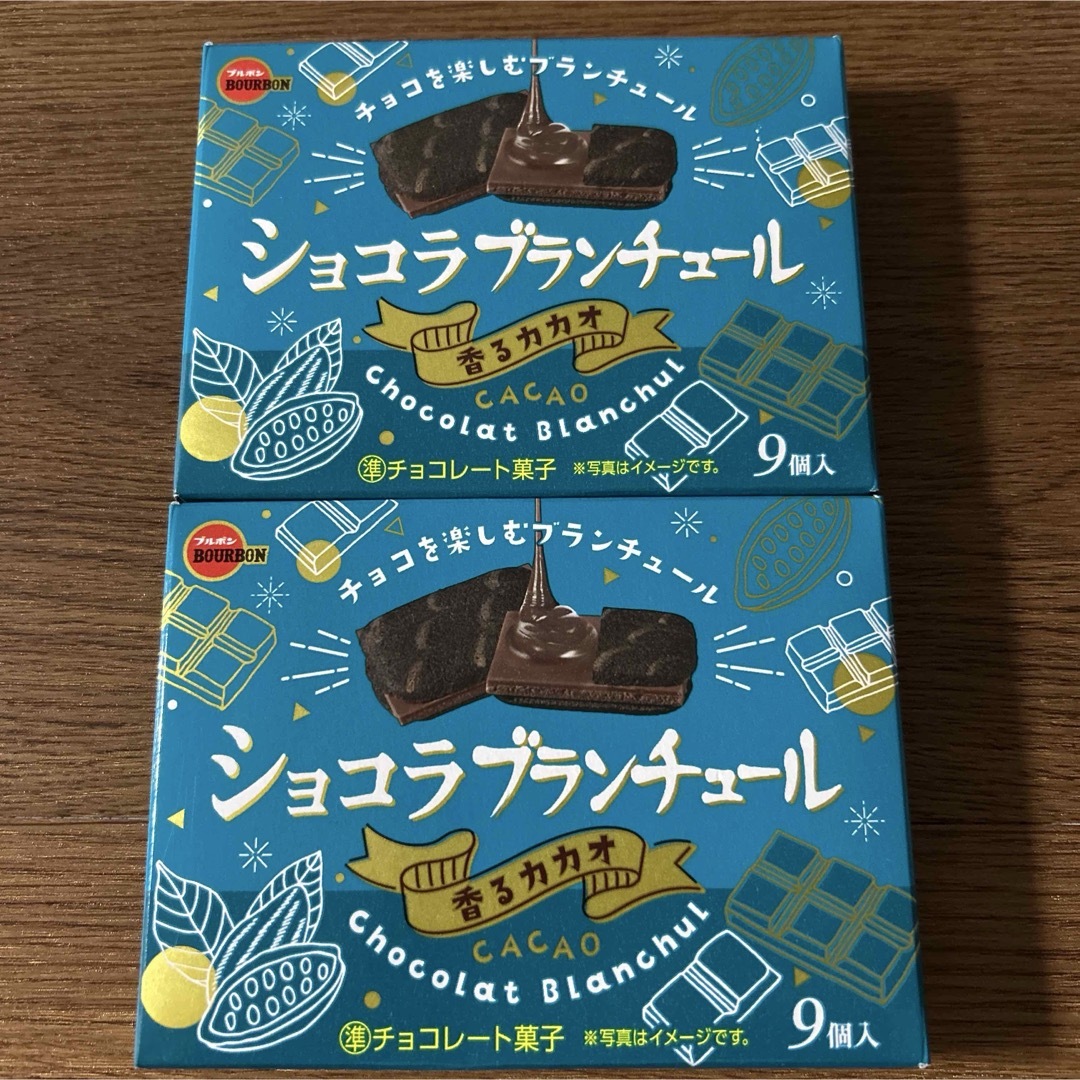 ブルボン
BOURBON
チョコを楽しむブランチュール
ショコラブランチュール
香るカカオ
CACAO
Chocolat Blanchul
準チョコレート菓子 ※写真はイメージです。
9個入
ブルボン
BOURBON
チョコを楽しむブランチュール
ショコラブランチュール
香るカカオ
CACAO
Chocolat Blanchul
準チョコレート菓子 ※写真はイメージです。
9個入